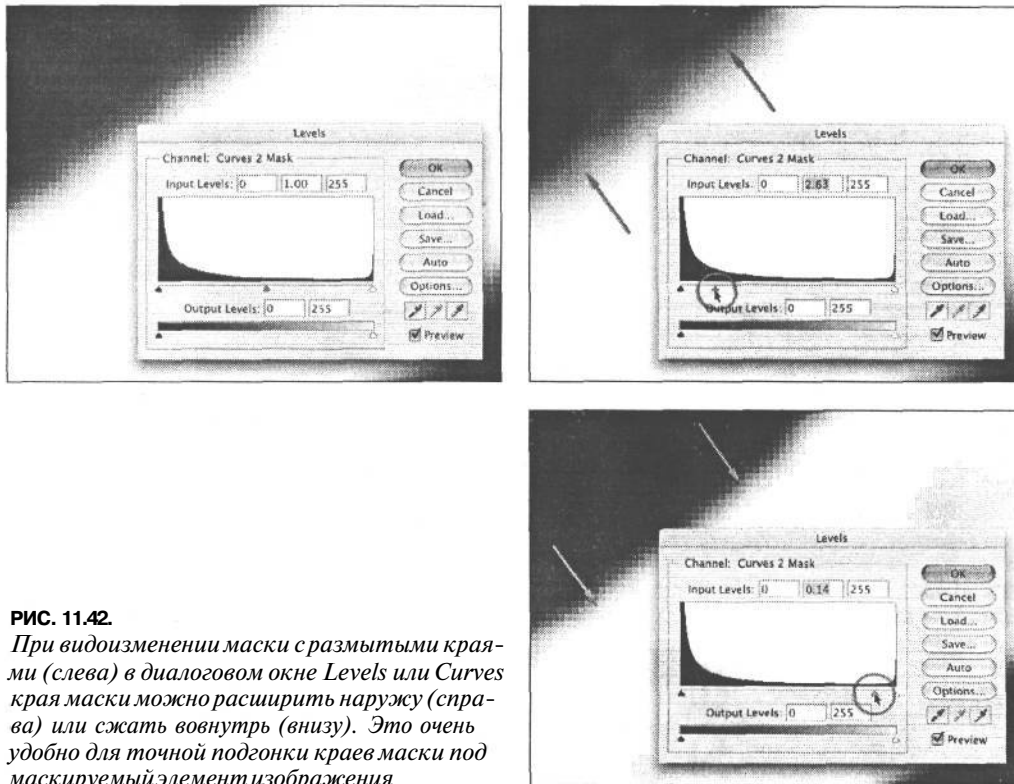 Levels
Channel: Curves 2 Mask
Input Levels: 0 1.00 255
OK
Cancel
Load...
Save...
Auto
Options...
Output Levels: 0 255
Preview
Levels
Channel: Curves 2 Mask
Input Levels: 0 2.63 255
OK
Cancel
Load...
Save...
Auto
Options...
Output Levels: 0 255
Preview
Levels
Channel: Curves 2 Mask
Input Levels: 0 0.14 255
OK
Cancel
Load...
Save...
Auto
Options...
Output Levels: 0 255
Preview
РИС. 11.42.
При видоизменении маски с размытыми края-
ми (слева) в диалоговом окне Levels или Curves
края маски можно расширить наружу (спра-
ва) или сжать вовнутрь (внизу). Это очень
удобно для точной подгонки краев маски под
маскируемый элемент изображения